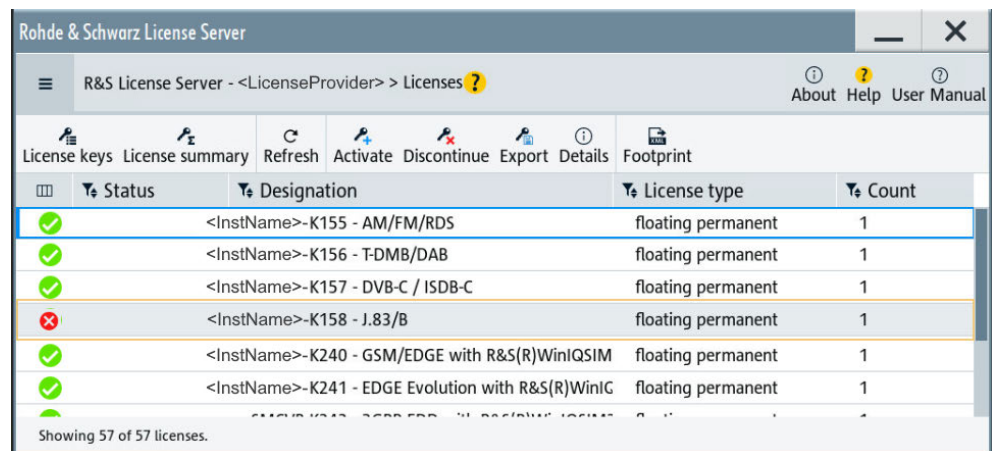 Rohde & Schwarz License Server
R&S License Server - <LicenseProvider> > Licenses ?
About Help User Manual
License keys License summary Refresh Activate Discontinue Export Details Footprint
Status Designation License type Count
<InstName>-K155 - AM/FM/RDS floating permanent 1
<InstName>-K156 - T-DMB/DAB floating permanent 1
<InstName>-K157 - DVB-C / ISDB-C floating permanent 1
<InstName>-K158 - J.83/B floating permanent 1
<InstName>-K240 - GSM/EDGE with R&S(R)WinIQSIM floating permanent 1
<InstName>-K241 - EDGE Evolution with R&S(R)WinIC floating permanent 1
Showing 57 of 57 licenses.